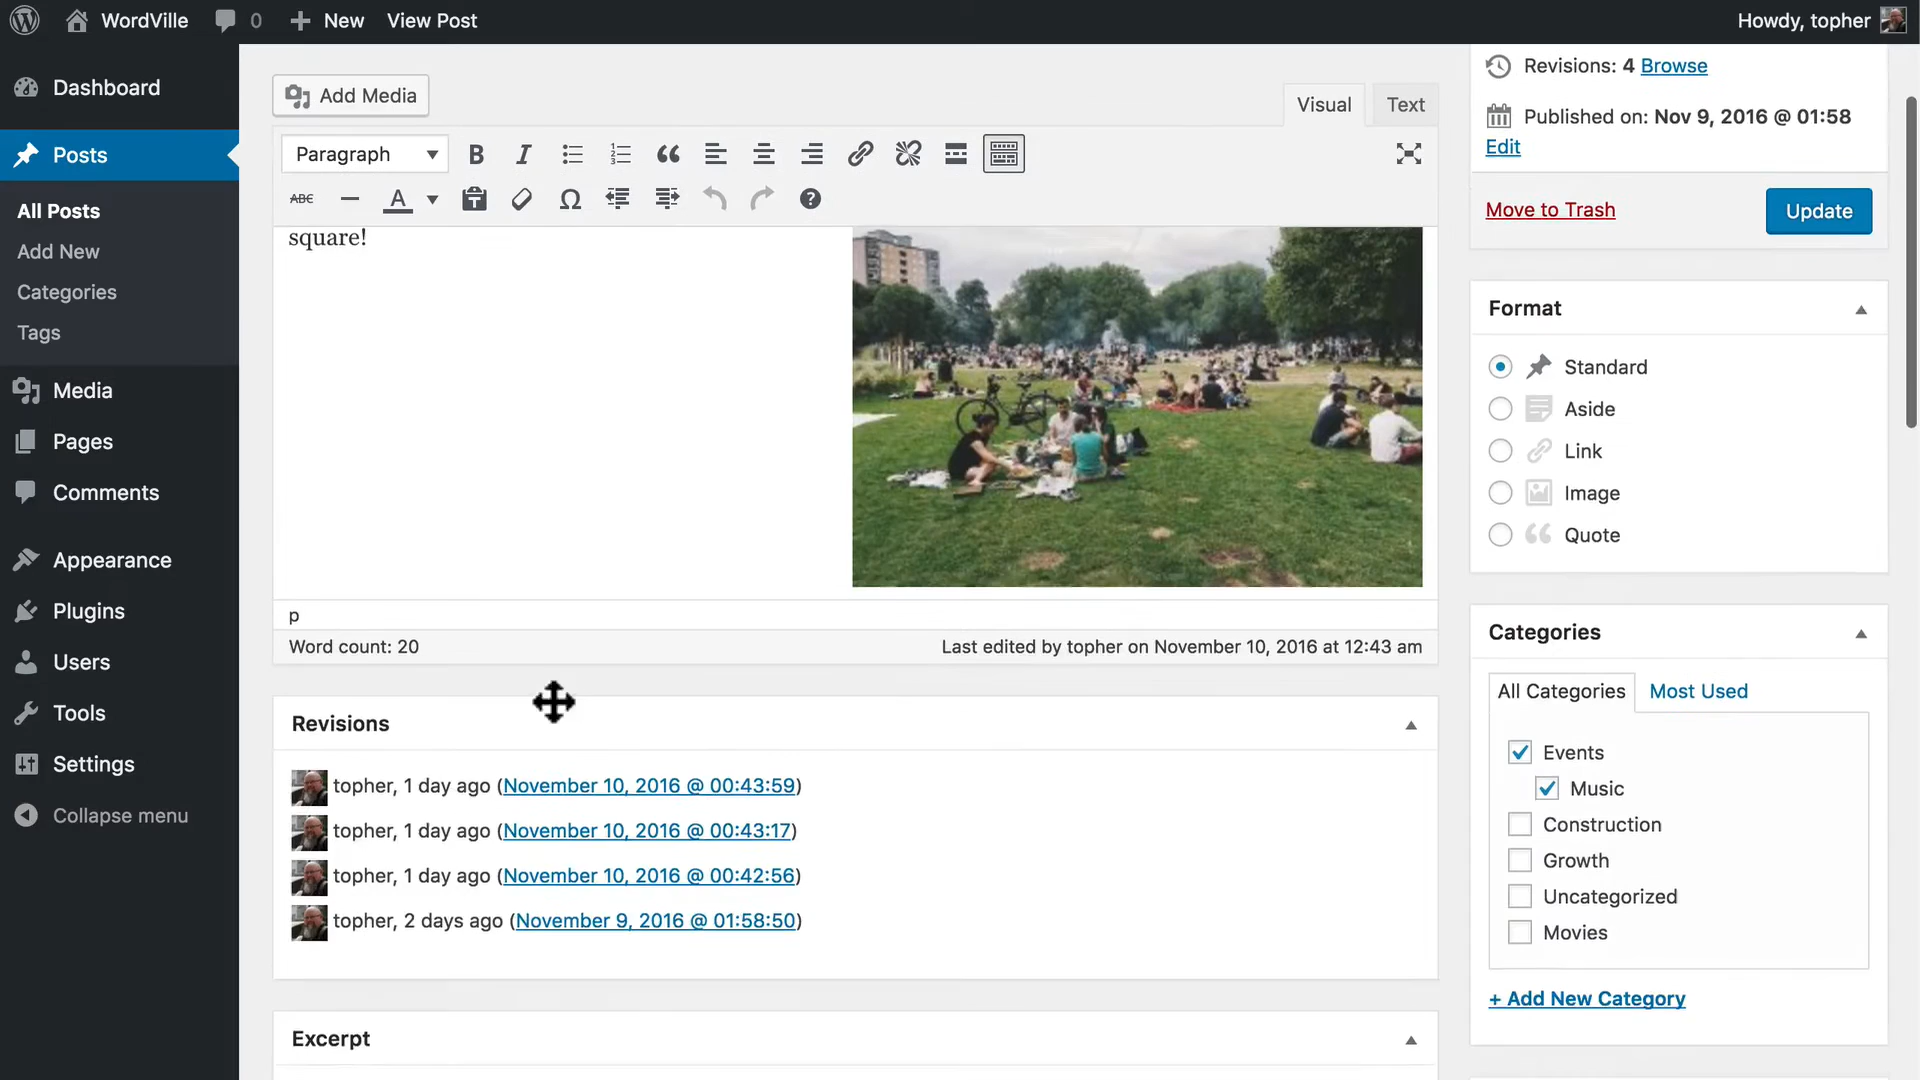 WordVille 0 New View Post Howdy, topher
Dashboard
Posts
All Posts
Add New
Categories
Tags
Media
Pages
Comments
Appearance
Plugins
Users
Tools
Settings
Collapse menu
Add Media
Visual Text
Paragraph B I
ABC A
square!
p
Word count: 20 Last edited by topher on November 10, 2016 at 12:43 am
Revisions
topher, 1 day ago (November 10, 2016 @ 00:43:59)
topher, 1 day ago (November 10, 2016 @ 00:43:17)
topher, 1 day ago (November 10, 2016 @ 00:42:56)
topher, 2 days ago (November 9, 2016 @ 01:58:50)
Excerpt
Revisions: 4 Browse
Published on: Nov 9, 2016 @ 01:58
Edit
Move to Trash Update
Format
Standard
Aside
Link
Image
Quote
Categories
All Categories Most Used
Events
Music
Construction
Growth
Uncategorized
Movies
+ Add New Category